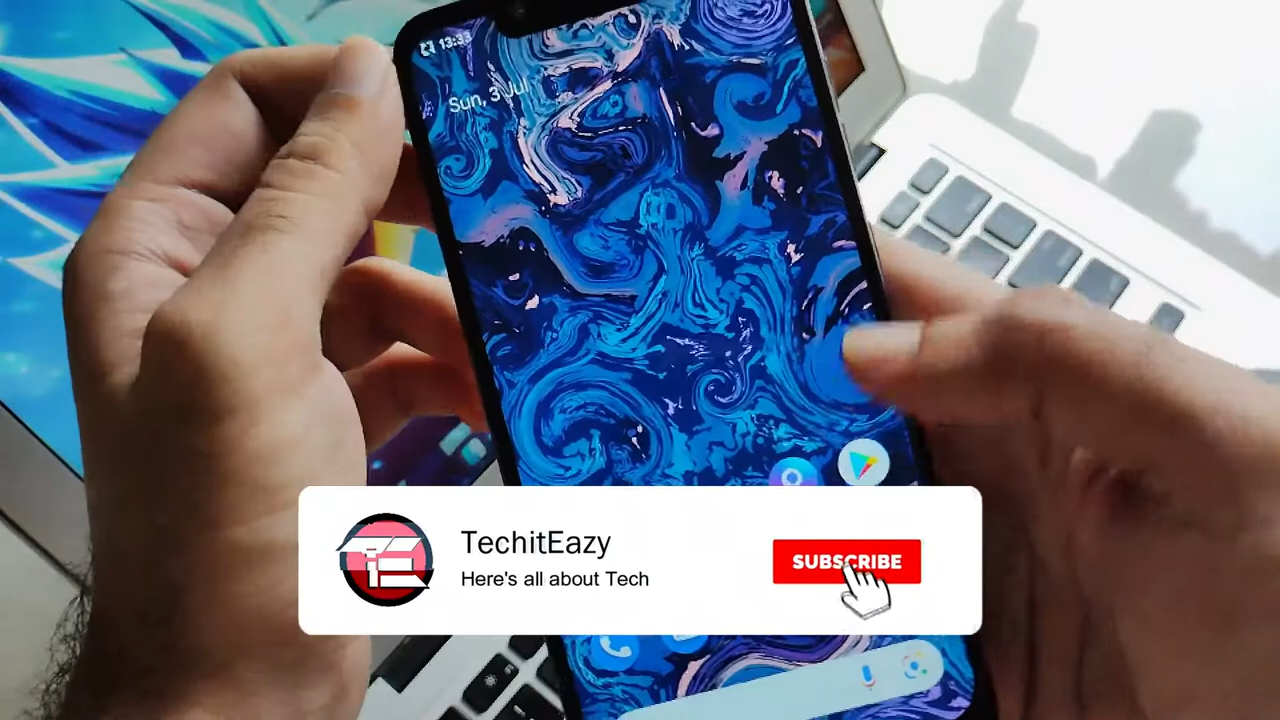 13:33
Sun, 3 Jul
TechitEazy
Here's all about Tech
SUBSCRIBE